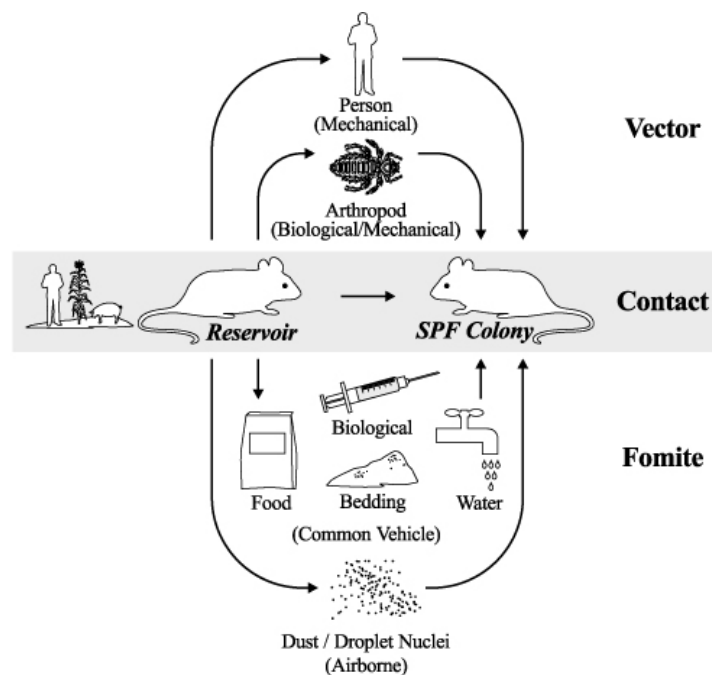 Person
(Mechanical)
Vector
Arthropod
(Biological/Mechanical)
Reservoir
SPF Colony
Contact
Biological
Fomite
Food
Bedding
Water
(Common Vehicle)
Dust / Droplet Nuclei
(Airborne)